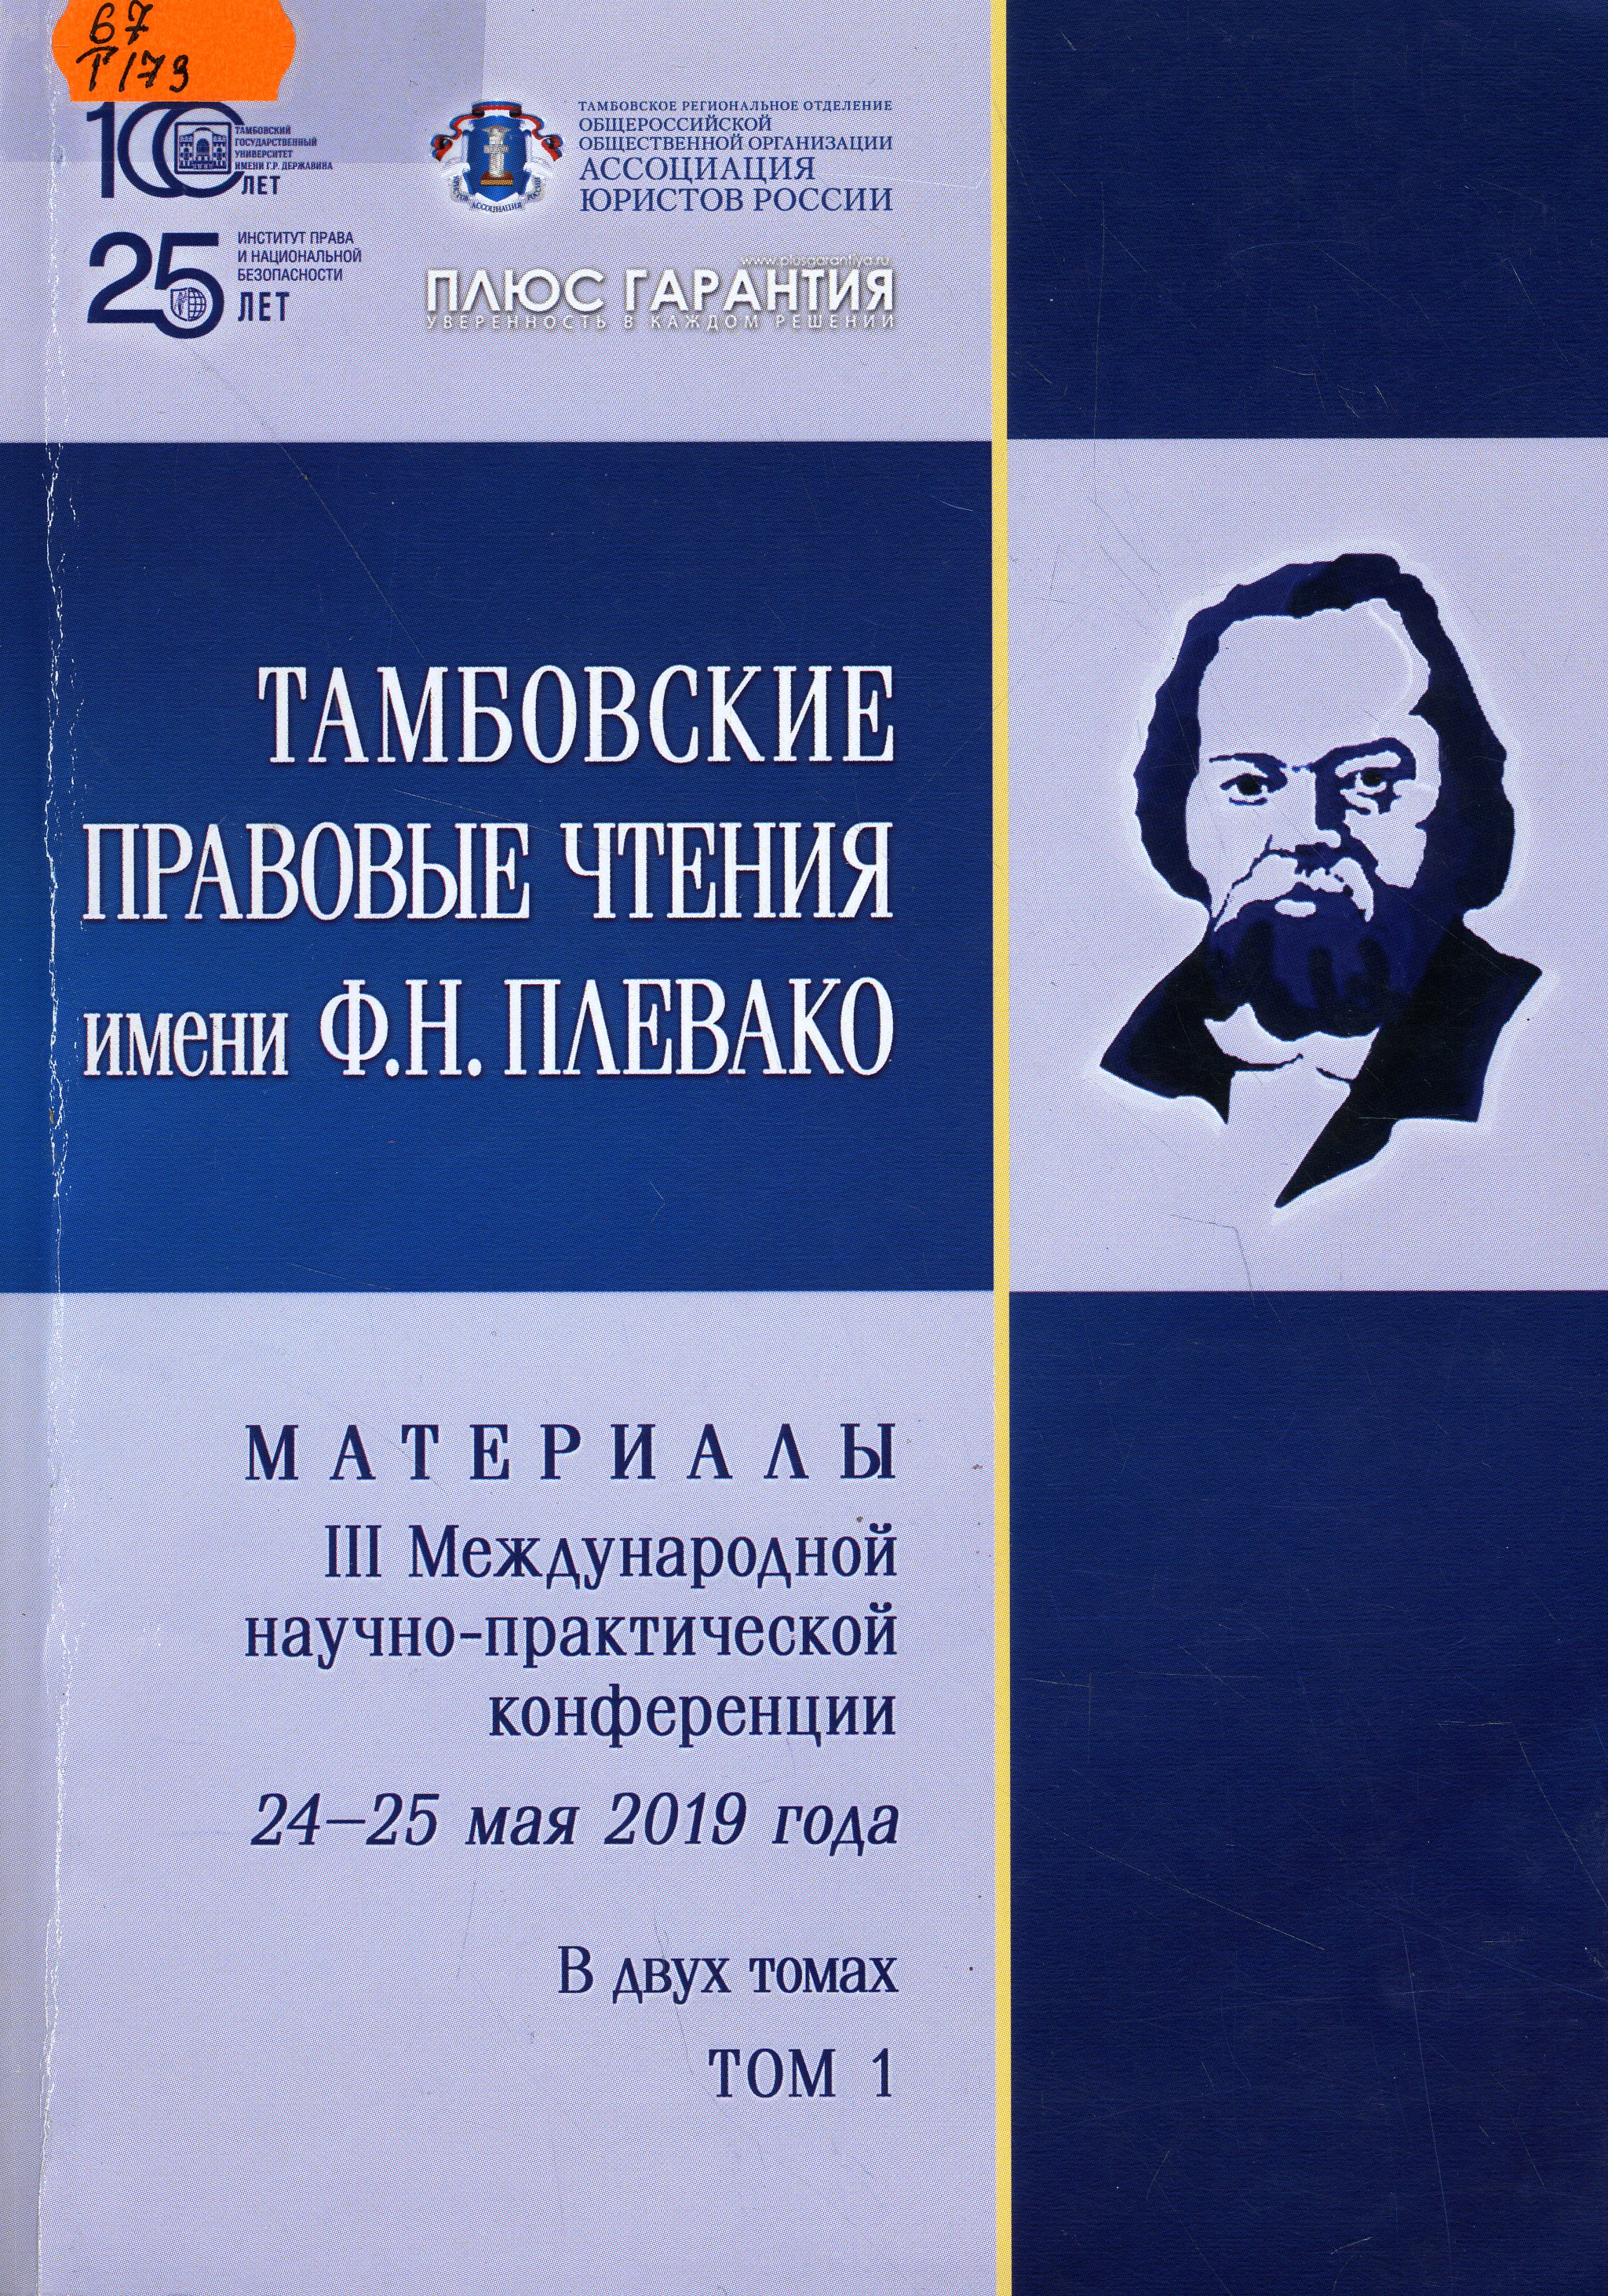 67
Т179
100
ТАМБОВСКИЙ
ГОСУДАРСТВЕННЫЙ
УНИВЕРСИТЕТ
ИМЕНИ Г.Р. ДЕРЖАВИНА
ЛЕТ
25
ИНСТИТУТ ПРАВА
И НАЦИОНАЛЬНОЙ
БЕЗОПАСНОСТИ
ЛЕТ
ТАМБОВСКОЕ РЕГИОНАЛЬНОЕ ОТДЕЛЕНИЕ
ОБЩЕРОССИЙСКОЙ
ОБЩЕСТВЕННОЙ ОРГАНИЗАЦИИ
АССОЦИАЦИЯ
ЮРИСТОВ РОССИИ
АССОЦИАЦИЯ
www.plusgarantiya.ru
ПЛЮС ГАРАНТИЯ
УВЕРЕННОСТЬ В КАЖДОМ РЕШЕНИИ
ТАМБОВСКИЕ
ПРАВОВЫЕ ЧТЕНИЯ
имени Ф.Н. ПЛЕВАКО
МАТЕРИАЛЫ
III Международной
научно-практической
конференции
24–25 мая 2019 года
В двух томах
ТОМ 1